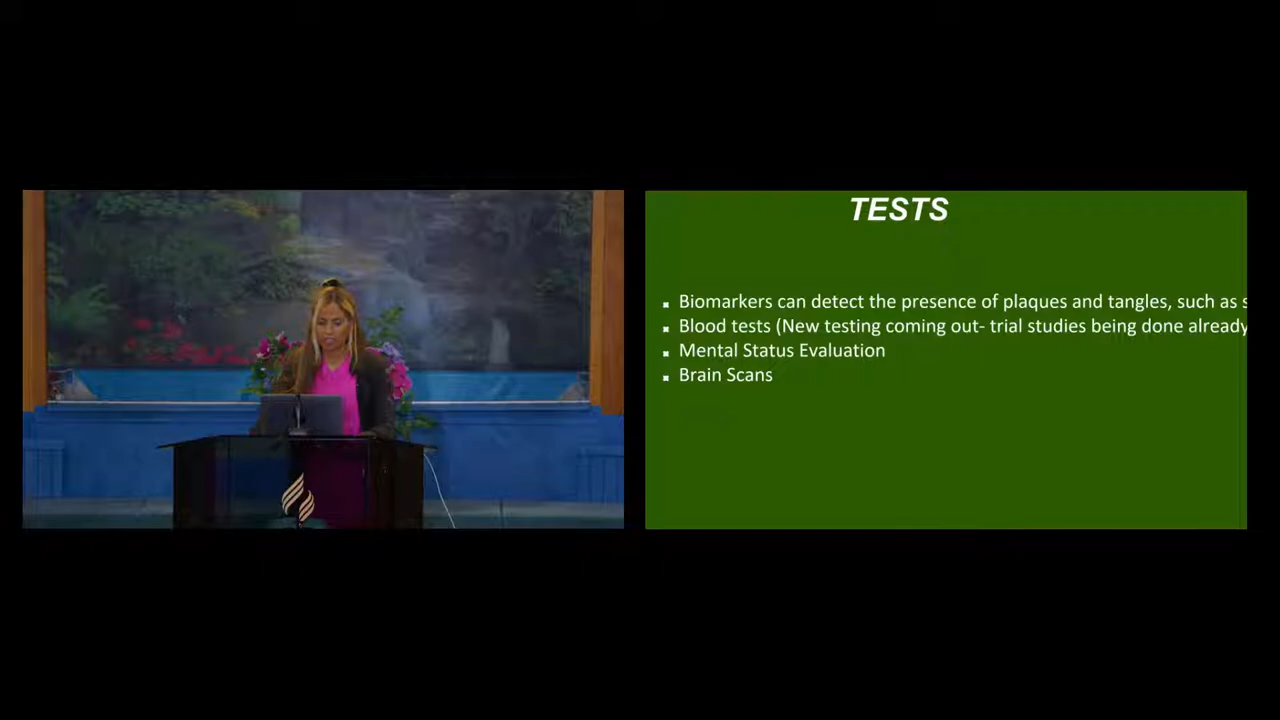 TESTS
Biomarkers can detect the presence of plaques and tangles, such as
Blood tests (New testing coming out- trial studies being done already
Mental Status Evaluation
Brain Scans